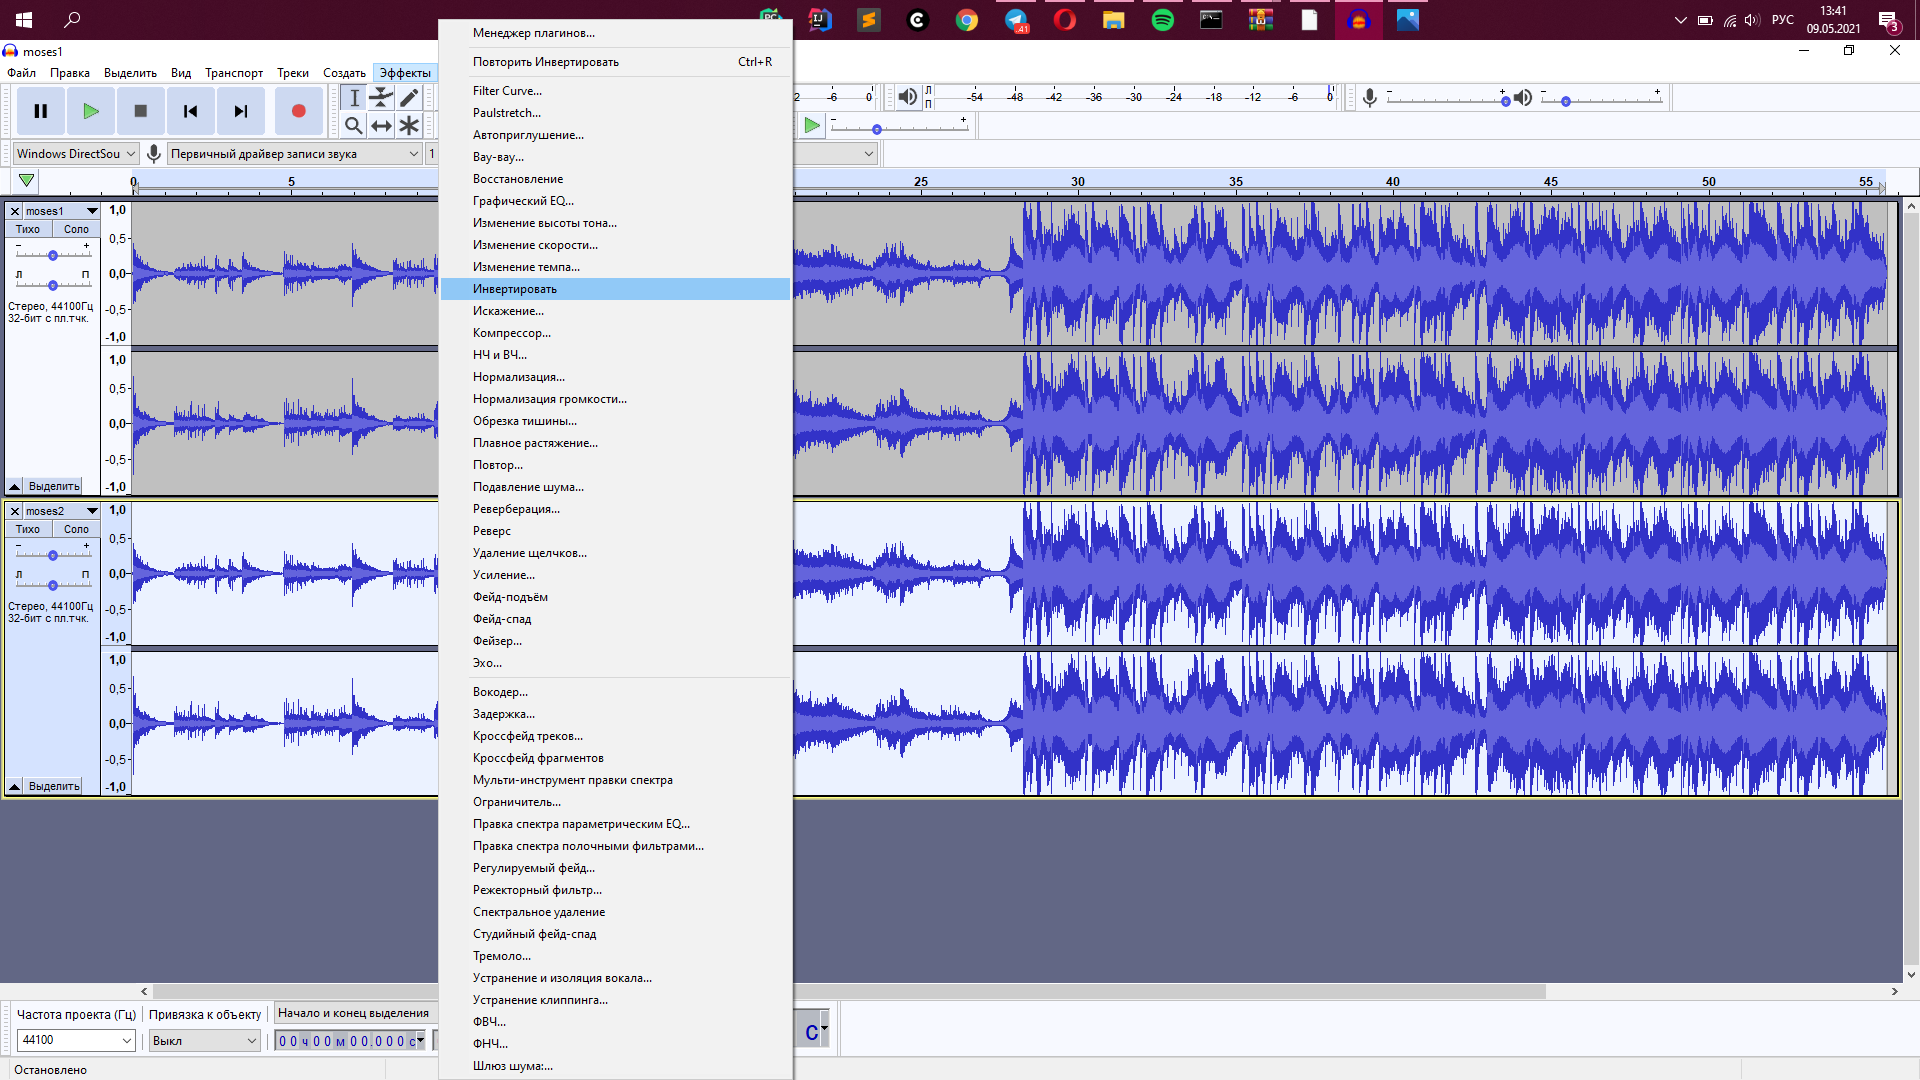 РУС
13:41
09.05.2021
41
3
moses1
Файл Правка Выделить Вид Транспорт Треки Создать Эффекты
Менеджер плагинов...
Повторить Инвертировать Ctrl+R
Filter Curve...
Paulstretch...
Автоприглушение...
Вау-вау...
Восстановление
Графический EQ...
Изменение высоты тона...
Изменение скорости...
Изменение темпа...
Инвертировать
Искажение...
Компрессор...
НЧ и ВЧ...
Нормализация...
Нормализация громкости...
Обрезка тишины...
Плавное растяжение...
Повтор...
Подавление шума...
Реверберация...
Реверс
Удаление щелчков...
Усиление...
Фейд-подъём
Фейд-спад
Фейзер...
Эхо...
Вокодер...
Задержка...
Кроссфейд треков...
Кроссфейд фрагментов
Мульти-инструмент правки спектра
Ограничитель...
Правка спектра параметрическим EQ...
Правка спектра полочными фильтрами...
Регулируемый фейд...
Режекторный фильтр...
Спектральное удаление
Студийный фейд-спад
Тремоло...
Устранение и изоляция вокала...
Устранение клиппинга...
ФВЧ...
ФНЧ...
Шлюз шума:...
2 -6 0
Л
П
-54 -48 -42 -36 -30 -24 -18 -12 -6 0
Windows DirectSou
Первичный драйвер записи звука
1
0 5 25 30 35 40 45 50 55
moses1
Тихо Соло
- +
Л П
Стерео, 44100Гц
32-бит с пл.тчк.
Выделить
1,0
0,5
0,0
-0,5
-1,0
1,0
0,5
0,0
-0,5
-1,0
moses2
Тихо Соло
- +
Л П
Стерео, 44100Гц
32-бит с пл.тчк.
Выделить
1,0
0,5
0,0
-0,5
-1,0
1,0
0,5
0,0
-0,5
-1,0
Частота проекта (Гц) Привязка к объекту Начало и конец выделения
44100 Выкл 00 ч 00 м 00.000 с
с
Остановлено